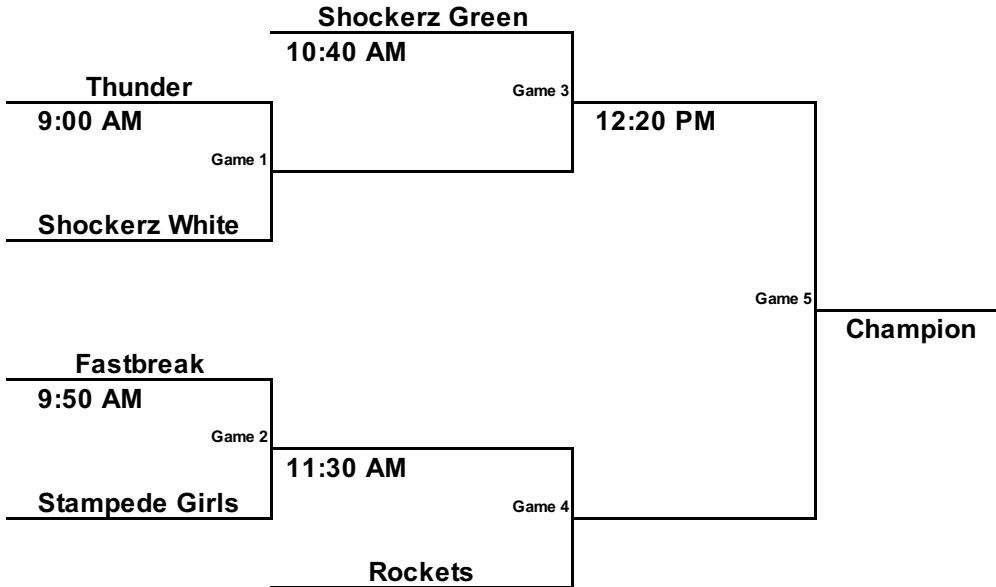 Shockerz Green
10:40 AM
Thunder
Game 3
9:00 AM
12:20 PM
Game 1
Shockerz White
Game 5
Champion
Fastbreak
9:50 AM
Game 2
11:30 AM
Stampede Girls
Game 4
Rockets